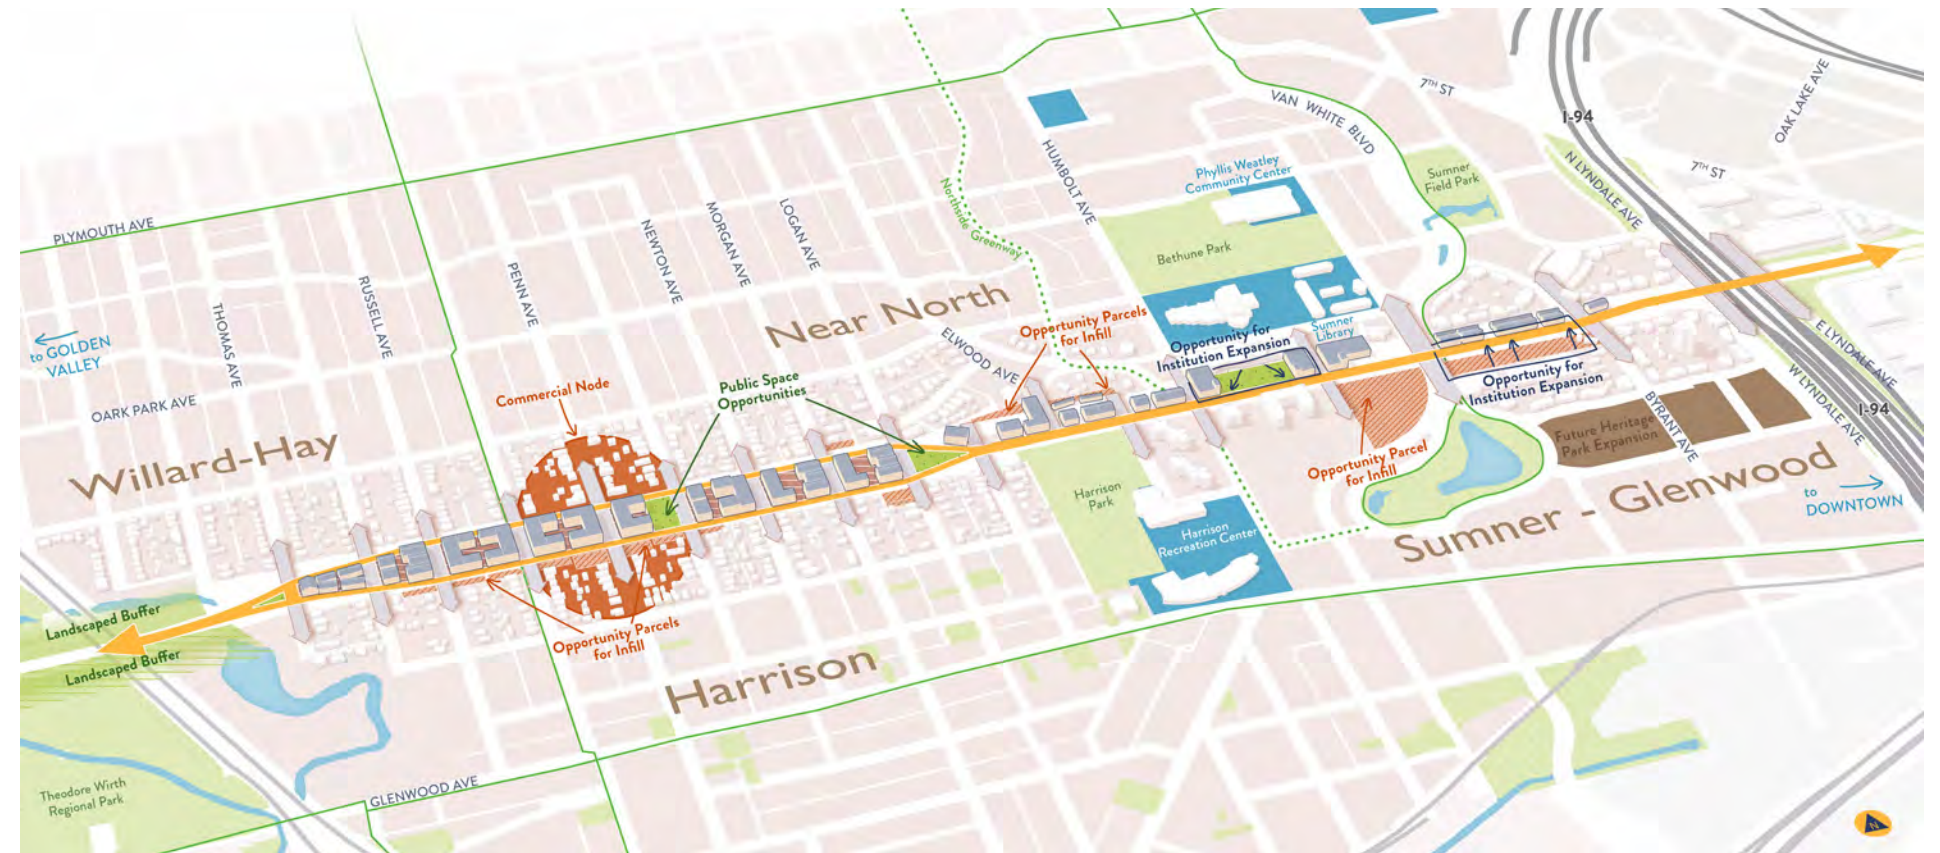 PLYMOUTH AVE
to GOLDEN
VALLEY
THOMAS AVE
RUSSELL AVE
PENN AVE
NEWTON AVE
MORGAN AVE
LOGAN AVE
OARK PARK AVE
Willard-Hay
Near North
Northside Greenway
HUMBOLT AVE
VAN WHITE BLVD
7TH ST
I-94
OAK LAKE AVE
7TH ST
N LYNDALE AVE
Phyllis Weatley
Community Center
Sumner
Field Park
Bethune Park
ELWOOD AVE
Opportunity Parcels
for Infill
Opportunity for
Institution Expansion
Sumner
Library
Commercial Node
Public Space
Opportunities
Opportunity for
Institution Expansion
E LYNDALE AVE
W LYNDALE AVE
I-94
BYRANT AVE
Future Heritage
Park Expansion
Opportunity Parcel
for Infill
Sumner - Glenwood
to
DOWNTOWN
Harrison
Park
Harrison
Recreation Center
Landscaped Buffer
Landscaped Buffer
Opportunity Parcels
for Infill
Harrison
GLENWOOD AVE
Theodore Wirth
Regional Park
N